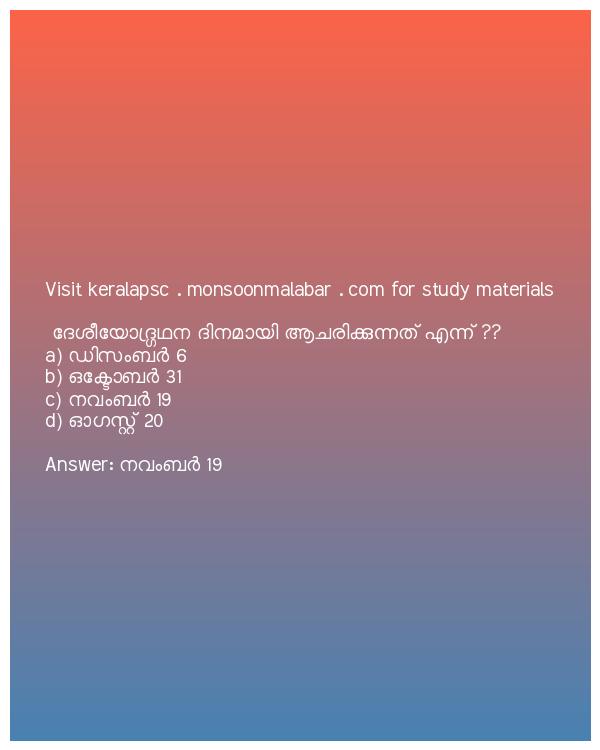 Visit keralapsc . monsoonmalabar . com for study materials
ദേശീയോദ്ഗ്രഥന ദിനമായി ആചരിക്കുന്നത് എന്ന് ??
a) ഡിസംബർ 6
b) ഒക്ടോബർ 31
c) നവംബർ 19
d) ഓഗസ്റ്റ് 20
Answer: നവംബർ 19